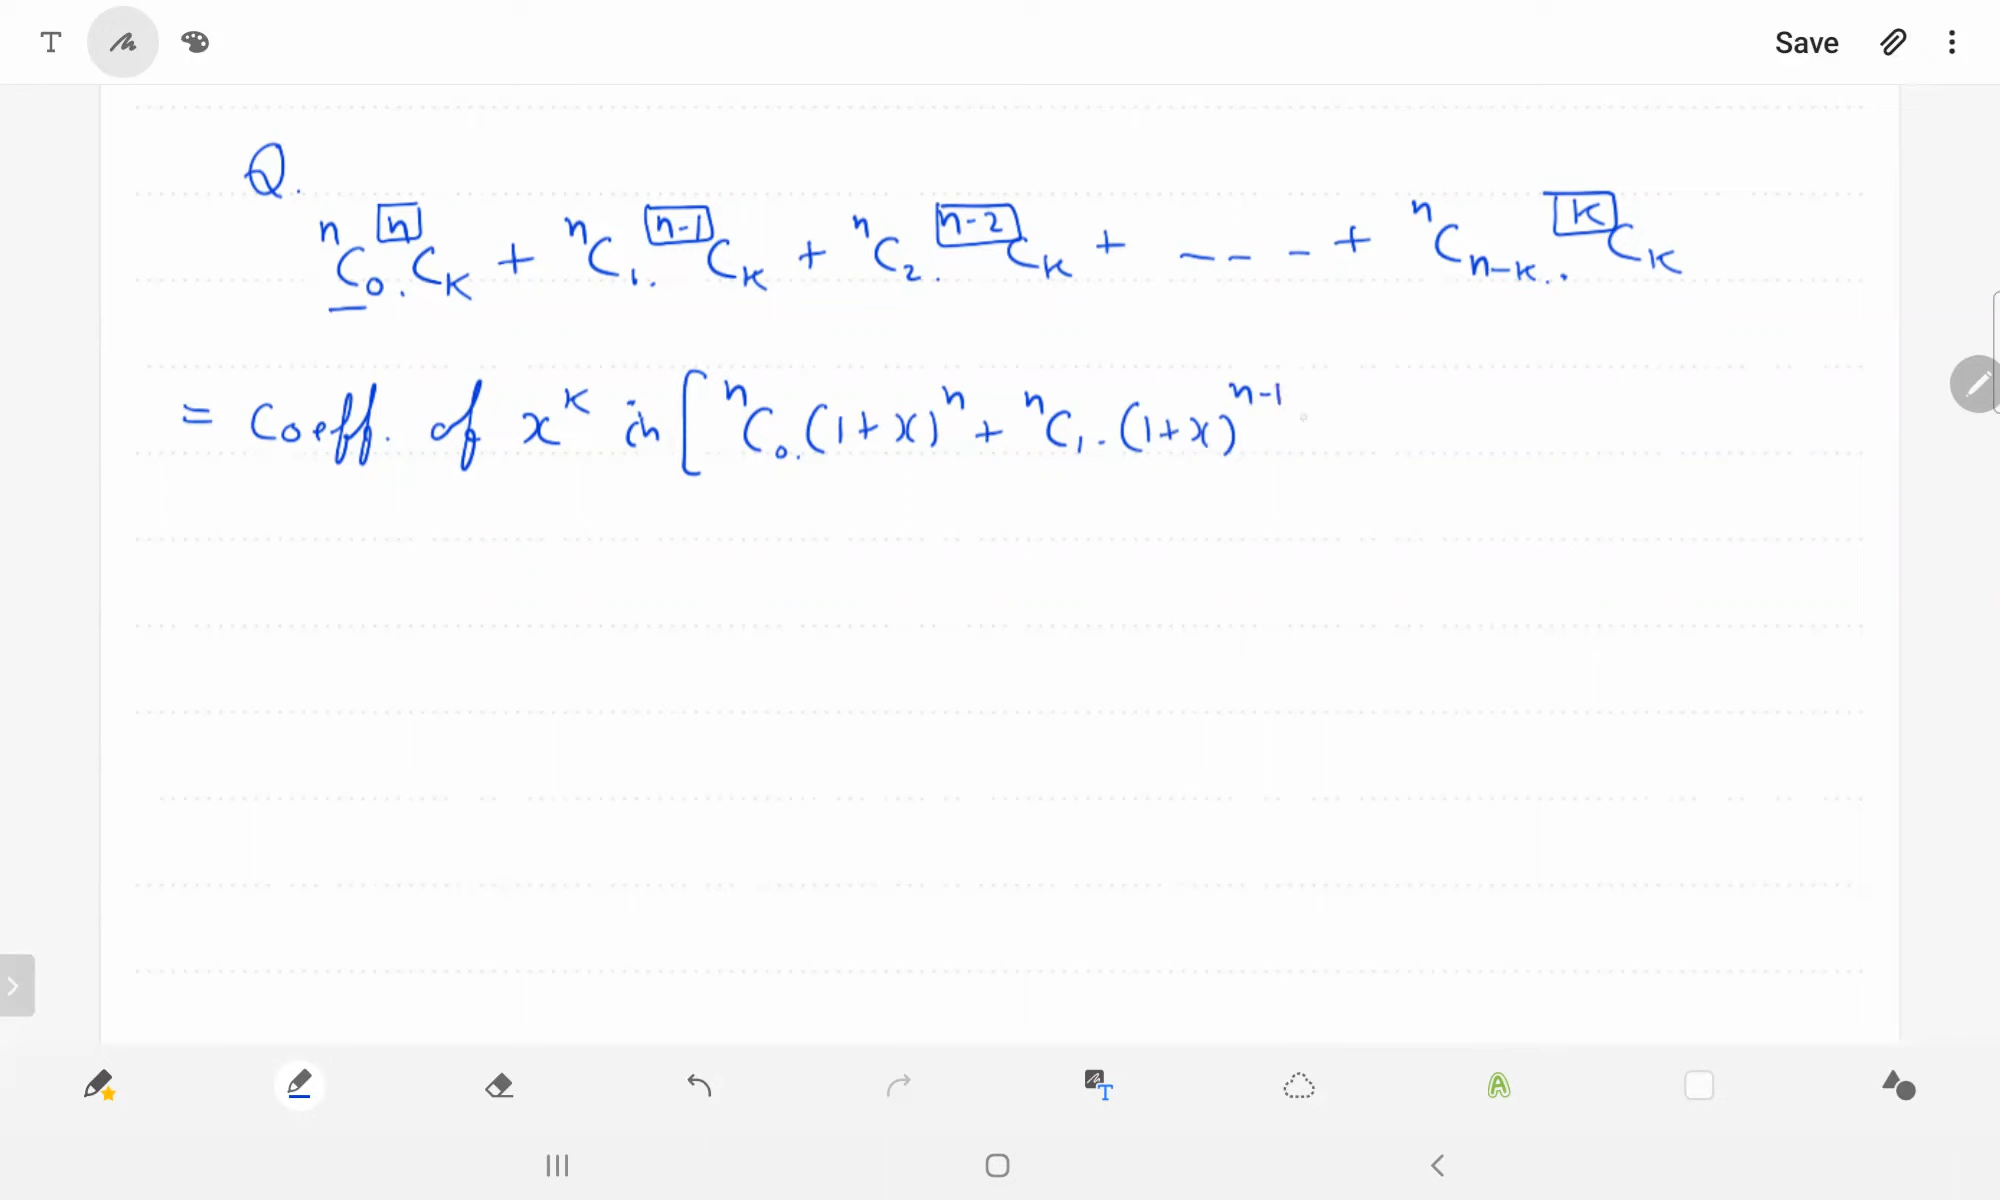 Save
Q.
ⁿC₀.ⁿCₖ + ⁿC₁.ⁿ⁻¹Cₖ + ⁿC₂.ⁿ⁻²Cₖ + -- - + ⁿCₙ₋ₖ..ᵏCₖ
= Coeff. of xᵏ in [ⁿC₀.(1+x)ⁿ + ⁿC₁.(1+x)ⁿ⁻¹